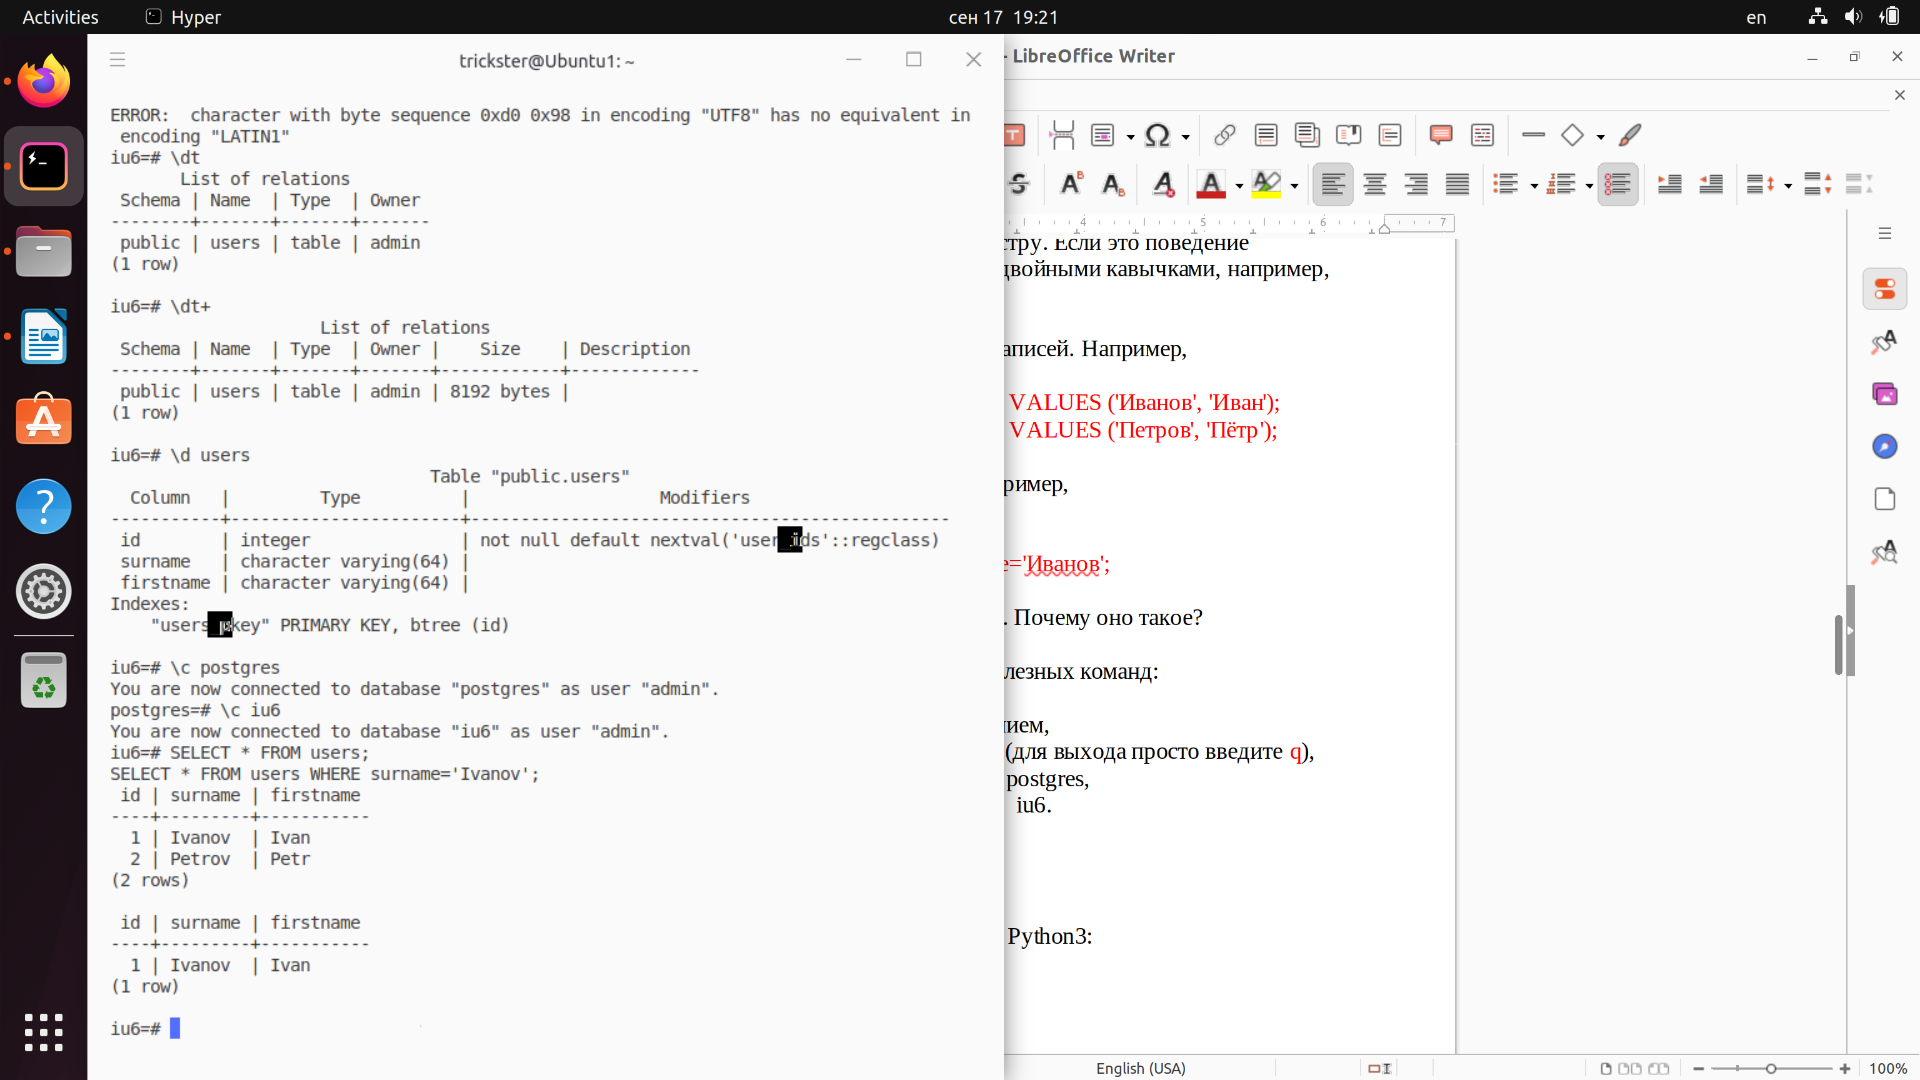 Activities
Hyper
сен 17 19:21
en
trickster@Ubuntu1: ~
ERROR:  character with byte sequence 0xd0 0x98 in encoding "UTF8" has no equivalent in
 encoding "LATIN1"
iu6=# \dt
       List of relations
 Schema | Name  | Type  | Owner
--------+-------+-------+-------
 public | users | table | admin
(1 row)
iu6=# \dt+
                     List of relations
 Schema | Name  | Type  | Owner |    Size    | Description
--------+-------+-------+-------+------------+-------------
 public | users | table | admin | 8192 bytes |
(1 row)
iu6=# \d users
                                Table "public.users"
  Column   |         Type          |                   Modifiers
-----------+-----------------------+------------------------------------------------
 id        | integer               | not null default nextval('user_ids'::regclass)
 surname   | character varying(64) |
 firstname | character varying(64) |
Indexes:
    "users_pkey" PRIMARY KEY, btree (id)
iu6=# \c postgres
You are now connected to database "postgres" as user "admin".
postgres=# \c iu6
You are now connected to database "iu6" as user "admin".
iu6=# SELECT * FROM users;
SELECT * FROM users WHERE surname='Ivanov';
 id | surname | firstname
----+---------+-----------
  1 | Ivanov  | Ivan
  2 | Petrov  | Petr
(2 rows)
 id | surname | firstname
----+---------+-----------
  1 | Ivanov  | Ivan
(1 row)
iu6=#
- LibreOffice Writer
4 5 6 7
стру. Если это поведение
двойными кавычками, например,
аписей. Например,
VALUES ('Иванов', 'Иван');
VALUES ('Петров', 'Пётр');
ример,
e='Иванов';
. Почему оно такое?
лезных команд:
нием,
(для выхода просто введите q),
postgres,
iu6.
Python3:
English (USA)
100%